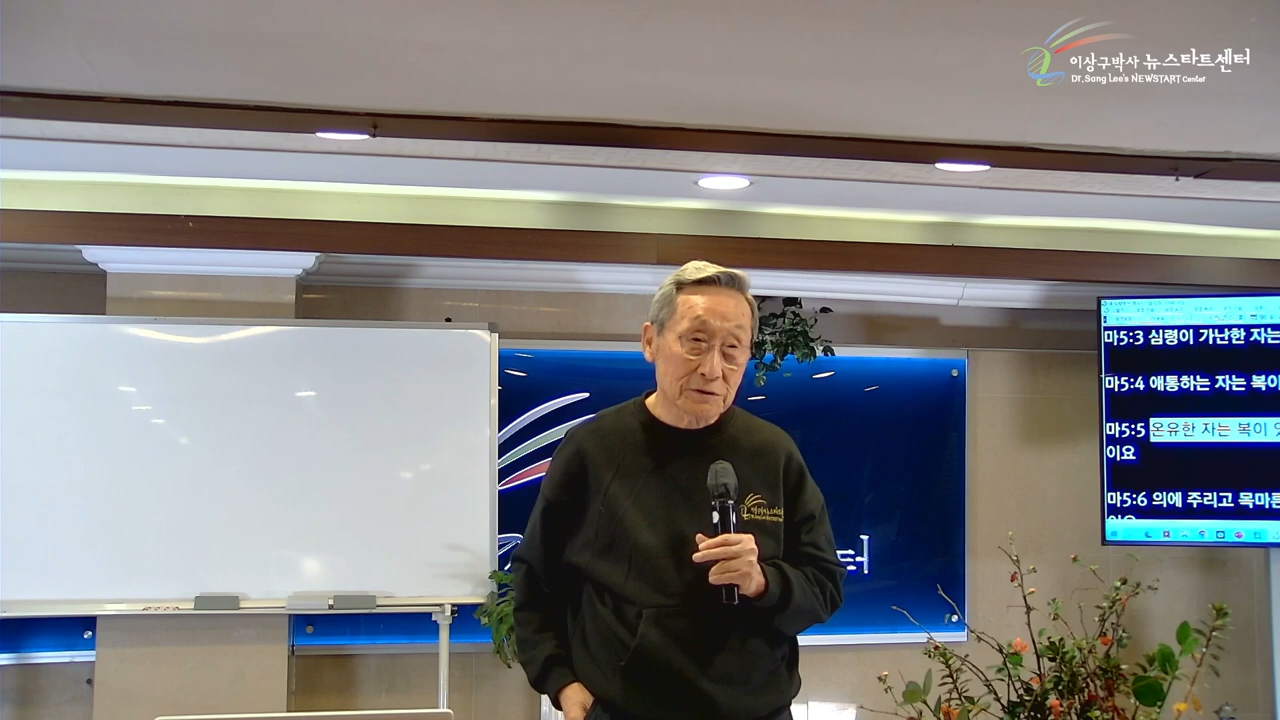 이상구박사 뉴스타트센터
Dr. Sang Lee's NEWSTART Center
마5:3 심령이 가난한 자는
마5:4 애통하는 자는 복이
마5:5 온유한 자는 복이
이요
마5:6 의에 주리고 목마른
터